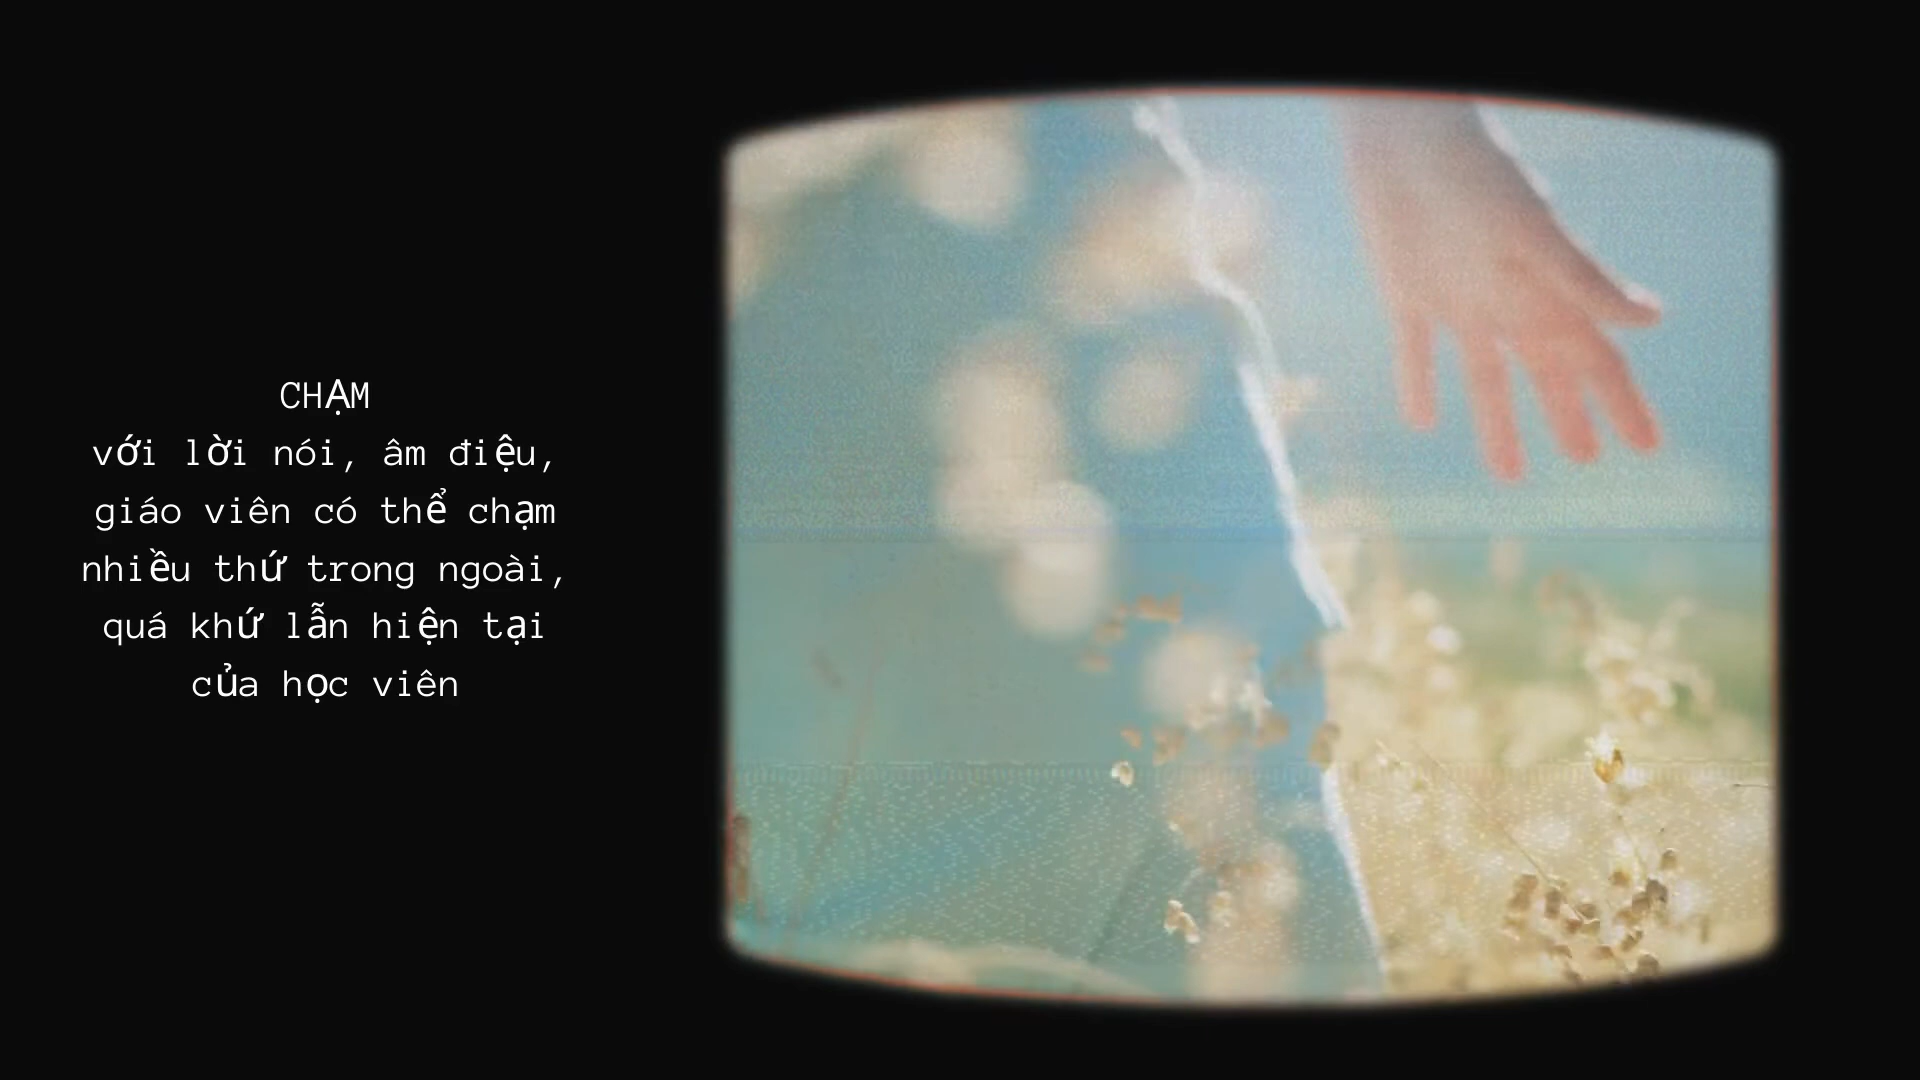 CHẠM
với lời nói, âm điệu,
giáo viên có thể chạm
nhiều thứ trong ngoài,
quá khứ lẫn hiện tại
của học viên